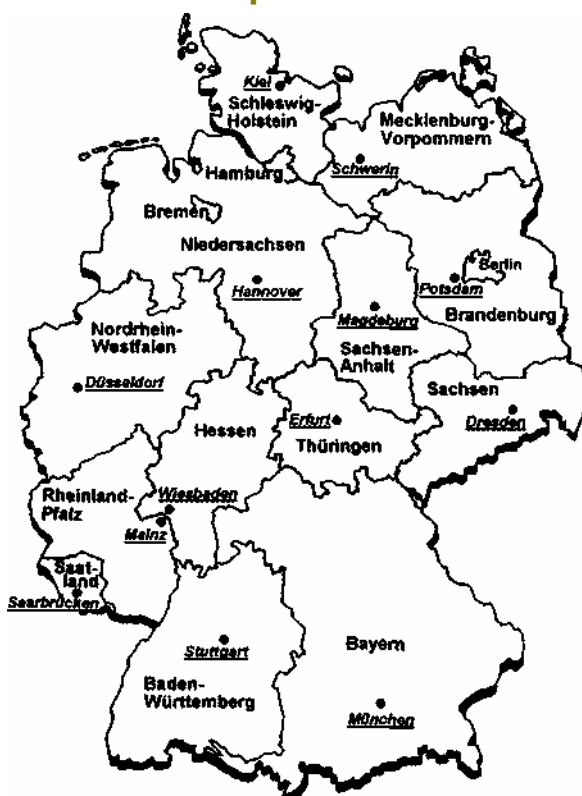 Kiel
Schleswig-
Holstein
Mecklenburg-
Vorpommern
Schwerin
Hamburg
Bremen
Niedersachsen
Berlin
Hannover
Potsdam
Brandenburg
Magdeburg
Nordrhein-
Westfalen
Sachsen-
Anhalt
Düsseldorf
Sachsen
Hessen
Erfurt
Dresden
Thüringen
Rheinland-
Pfalz
Wiesbaden
Mainz
Saat-
land
Saarbrücken
Stuttgart
Bayern
Baden-
Württemberg
München